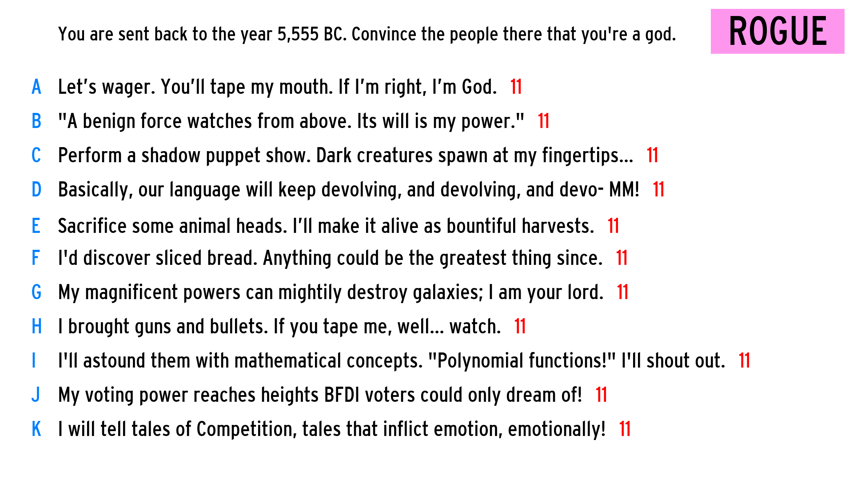 You are sent back to the year 5,555 BC. Convince the people there that you're a god.
ROGUE
A Let’s wager. You’ll tape my mouth. If I’m right, I’m God. 11
B "A benign force watches from above. Its will is my power." 11
C Perform a shadow puppet show. Dark creatures spawn at my fingertips... 11
D Basically, our language will keep devolving, and devolving, and devo- MM! 11
E Sacrifice some animal heads. I’ll make it alive as bountiful harvests. 11
F I'd discover sliced bread. Anything could be the greatest thing since. 11
G My magnificent powers can mightily destroy galaxies; I am your lord. 11
H I brought guns and bullets. If you tape me, well... watch. 11
I I'll astound them with mathematical concepts. "Polynomial functions!" I'll shout out. 11
J My voting power reaches heights BFDI voters could only dream of! 11
K I will tell tales of Competition, tales that inflict emotion, emotionally! 11